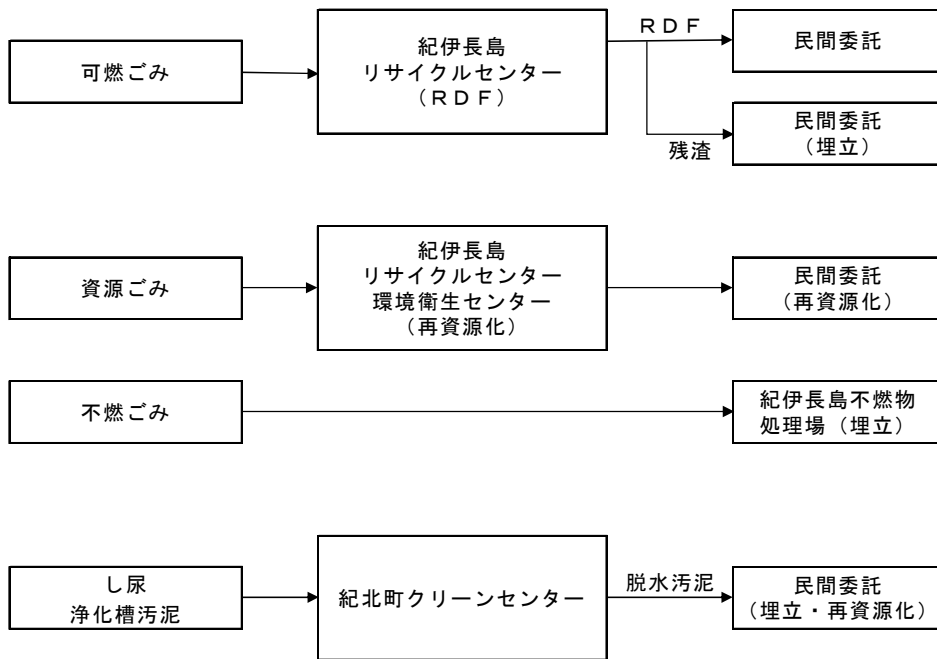 可燃ごみ
紀伊長島
リサイクルセンター
（ＲＤＦ）
ＲＤＦ
民間委託
残渣
民間委託
（埋立）
資源ごみ
紀伊長島
リサイクルセンター
環境衛生センター
（再資源化）
民間委託
（再資源化）
不燃ごみ
紀伊長島不燃物
処理場（埋立）
し尿
浄化槽汚泥
紀北町クリーンセンター
脱水汚泥
民間委託
（埋立・再資源化）